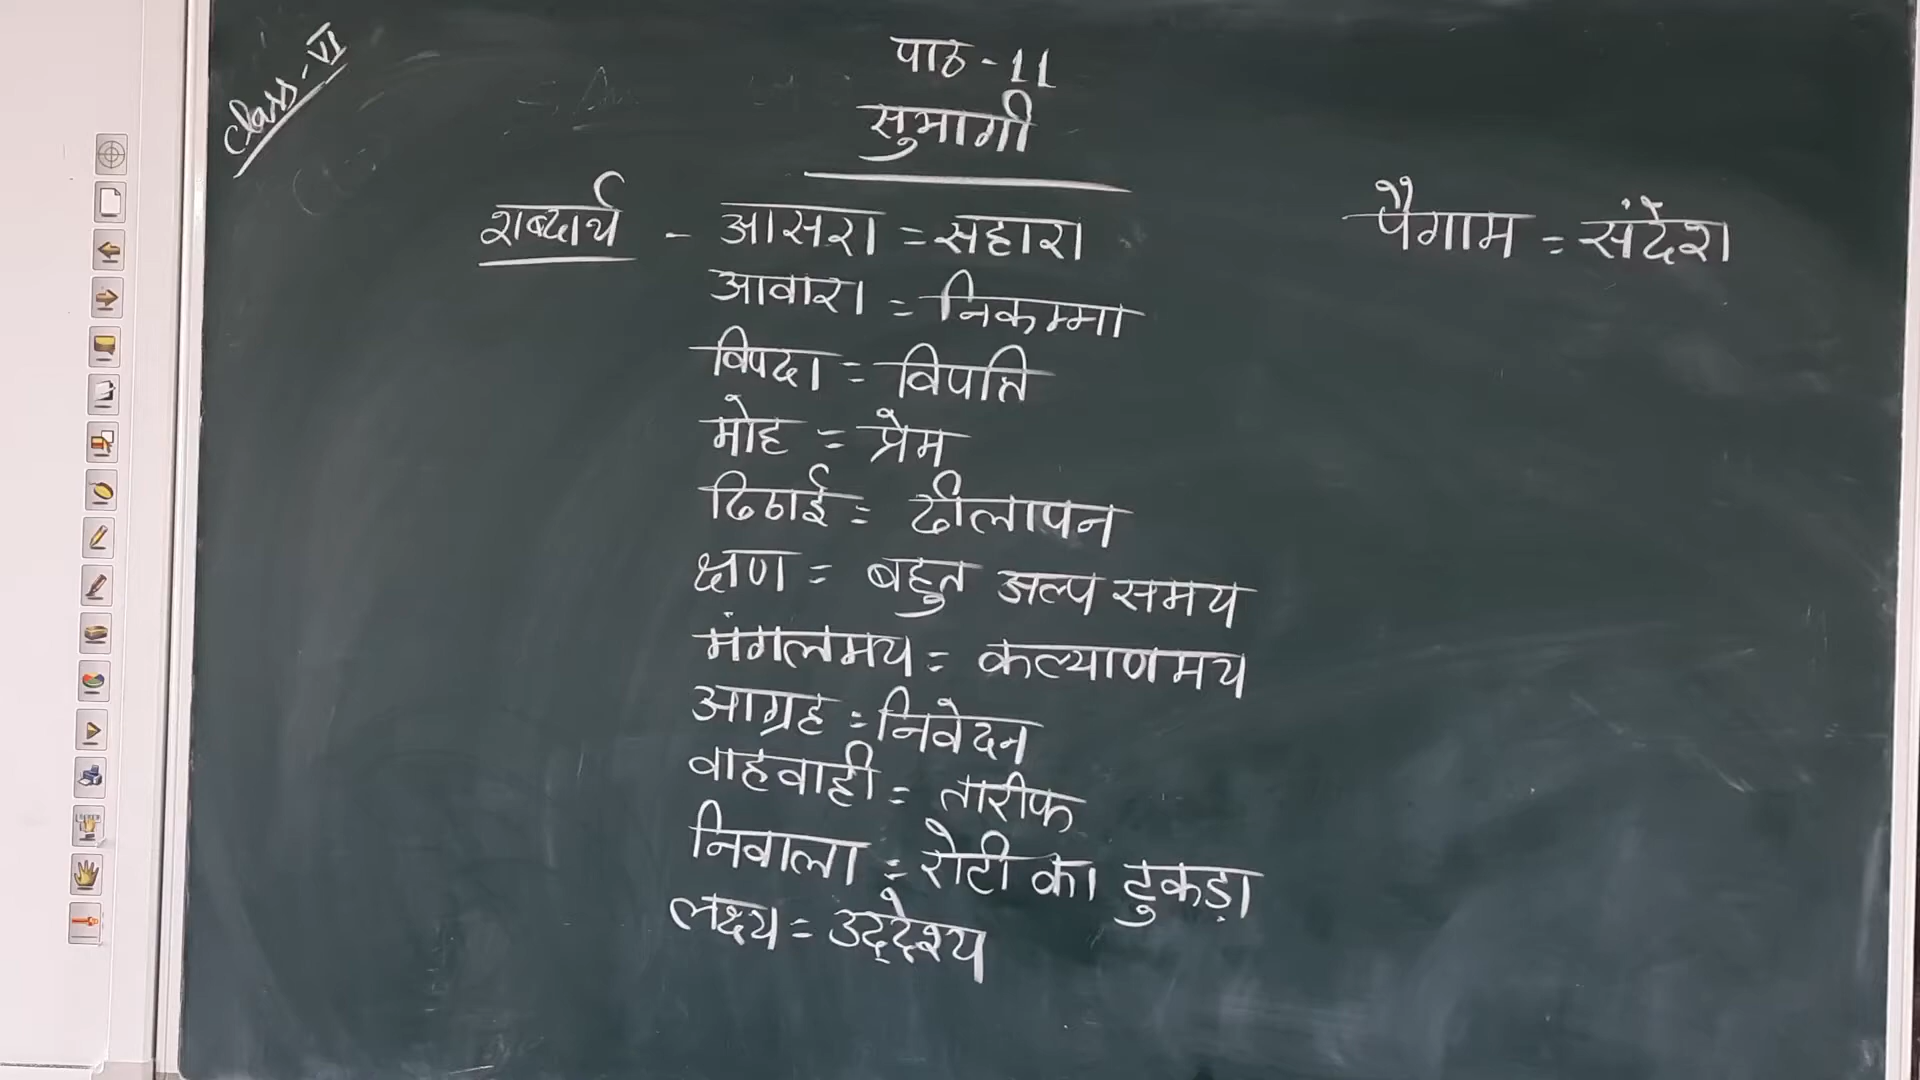 Class-VI
पाठ-11
सुभागी
शब्दार्थ - आसरा = सहारा
आवारा = निकम्मा
विपदा = विपत्ति
मोह = प्रेम
ढिठाई = ढीलापन
क्षण = बहुत अल्प समय
मंगलमय = कल्याणमय
आग्रह = निवेदन
वाहवाही = तारीफ
निवाला = रोटी का टुकड़ा
लक्ष्य = उद्देश्य
पैगाम = संदेश